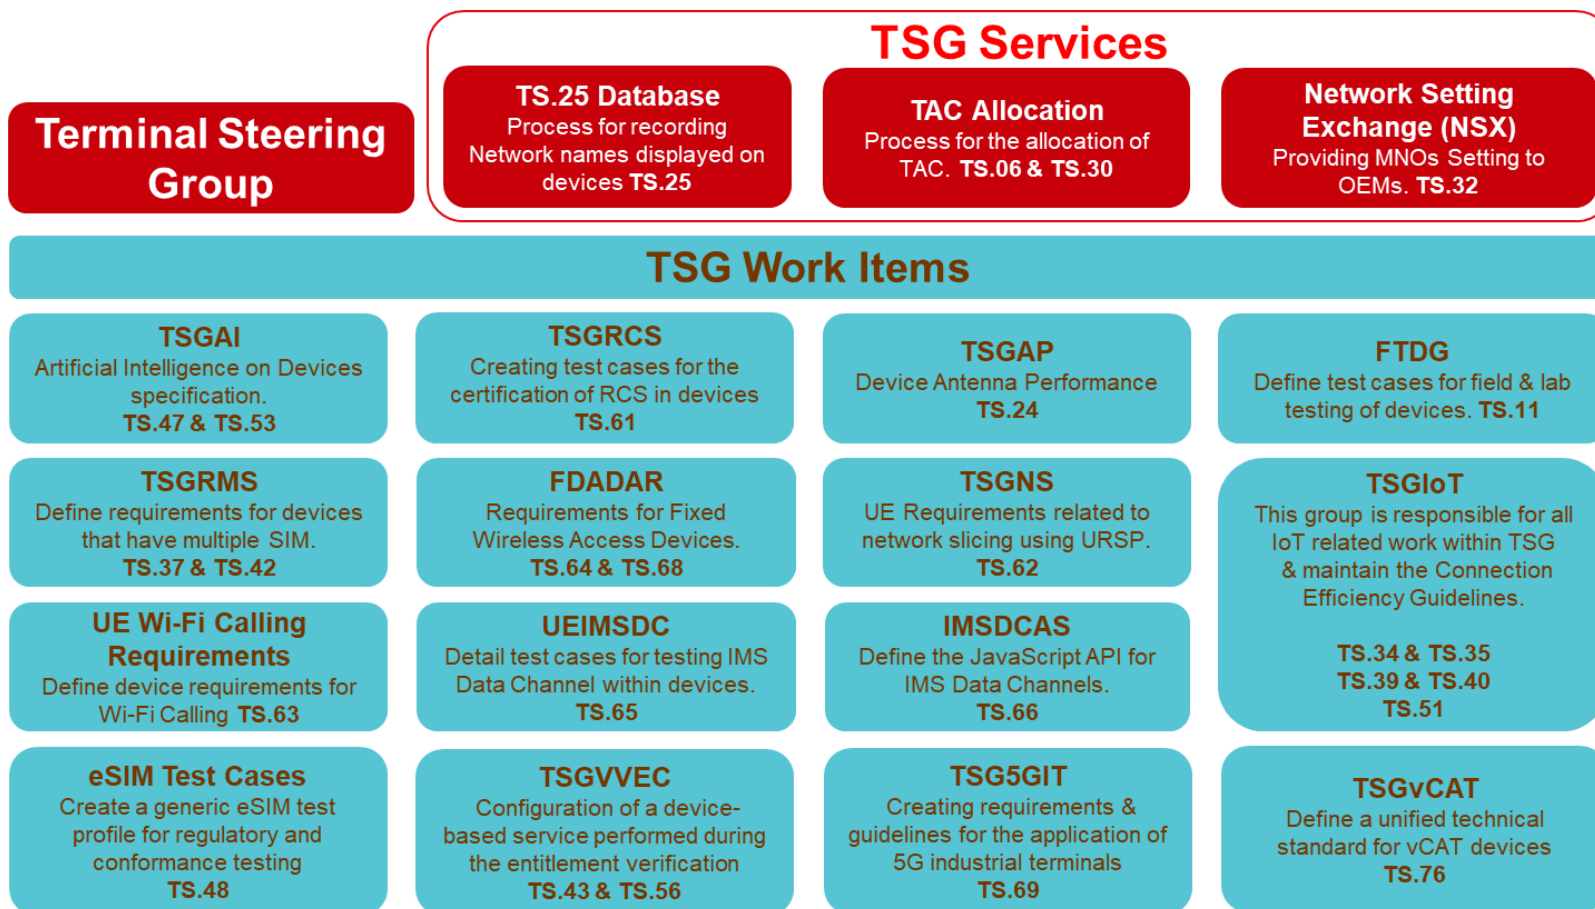 Terminal Steering
Group
TSG Services
TS.25 Database
Process for recording
Network names displayed on
devices TS.25
TAC Allocation
Process for the allocation of
TAC. TS.06 & TS.30
Network Setting
Exchange (NSX)
Providing MNOs Setting to
OEMs. TS.32
TSG Work Items
TSGAI
Artificial Intelligence on Devices
specification.
TS.47 & TS.53
TSGRCS
Creating test cases for the
certification of RCS in devices
TS.61
TSGAP
Device Antenna Performance
TS.24
FTDG
Define test cases for field & lab
testing of devices. TS.11
TSGRMS
Define requirements for devices
that have multiple SIM.
TS.37 & TS.42
FDADAR
Requirements for Fixed
Wireless Access Devices.
TS.64 & TS.68
TSGNS
UE Requirements related to
network slicing using URSP.
TS.62
TSGIoT
This group is responsible for all
IoT related work within TSG
& maintain the Connection
Efficiency Guidelines.
TS.34 & TS.35
TS.39 & TS.40
TS.51
UE Wi-Fi Calling
Requirements
Define device requirements for
Wi-Fi Calling TS.63
UEIMSDC
Detail test cases for testing IMS
Data Channel within devices.
TS.65
IMSDCAS
Define the JavaScript API for
IMS Data Channels.
TS.66
eSIM Test Cases
Create a generic eSIM test
profile for regulatory and
conformance testing
TS.48
TSGVVEC
Configuration of a device-
based service performed during
the entitlement verification
TS.43 & TS.56
TSG5GIT
Creating requirements &
guidelines for the application of
5G industrial terminals
TS.69
TSGvCAT
Define a unified technical
standard for vCAT devices
TS.76